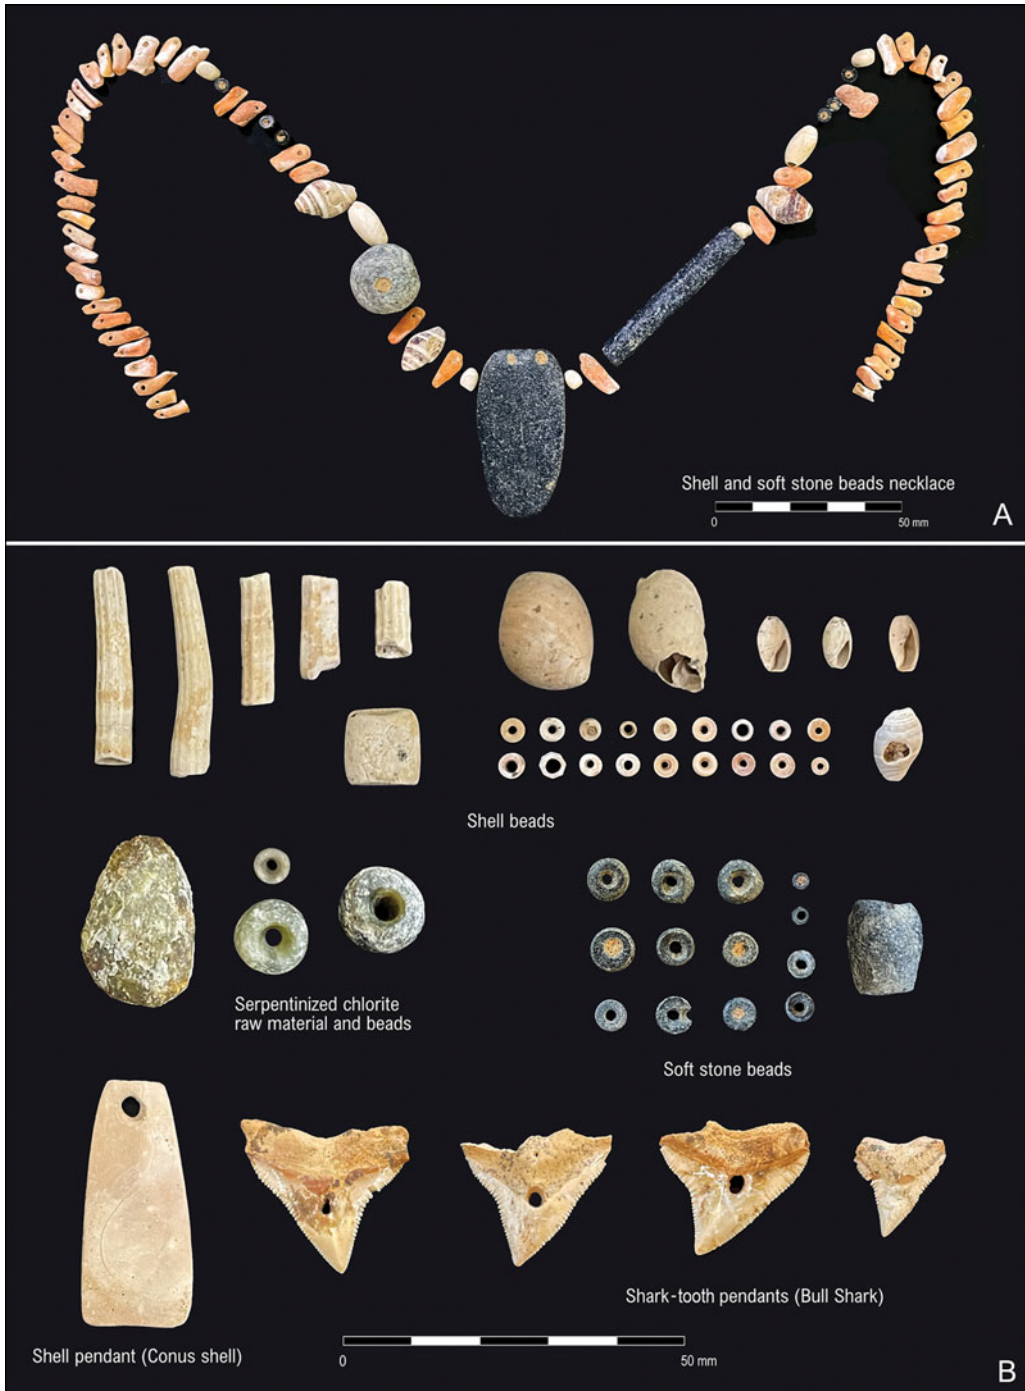 Shell and soft stone beads necklace
0
50 mm
A
Shell beads
Serpentinized chlorite
raw material and beads
Soft stone beads
Shark-tooth pendants (Bull Shark)
Shell pendant (Conus shell)
0
50 mm
B